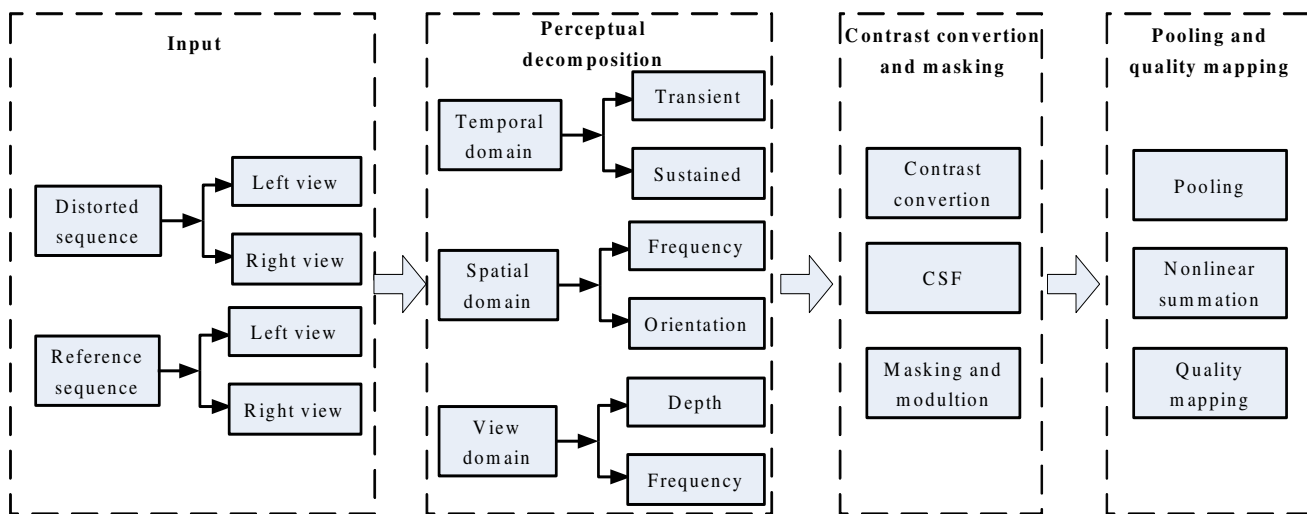 Input
Distorted
sequence
Left view
Right view
Reference
sequence
Left view
Right view
Perceptual
decomposition
Temporal
domain
Transient
Sustained
Spatial
domain
Frequency
Orientation
View
domain
Depth
Frequency
Contrast convertion
and masking
Contrast
convertion
CSF
Masking and
modultion
Pooling and
quality mapping
Pooling
Nonlinear
summation
Quality
mapping